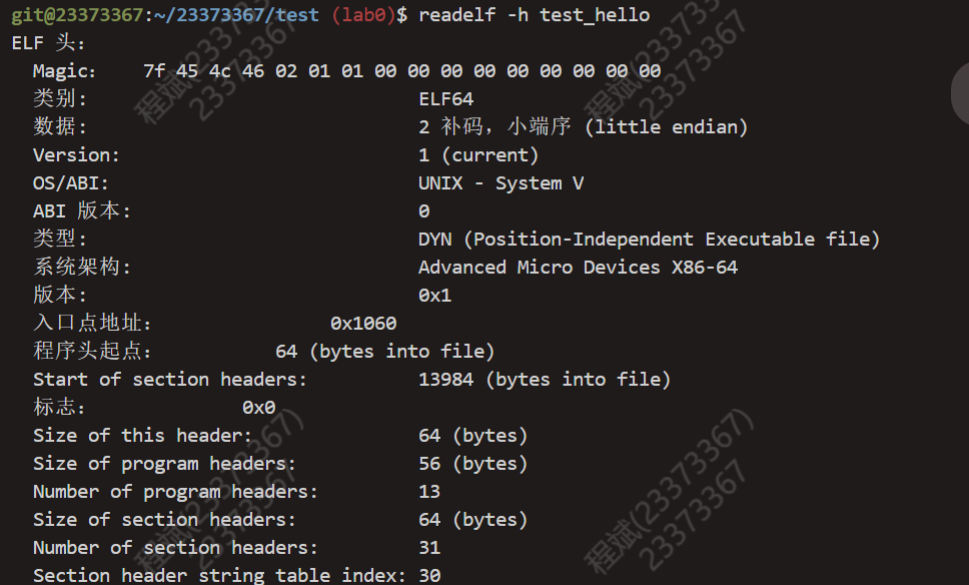 git@23373367:~/23373367/test (lab0)$ readelf -h test_hello
ELF 头:
Magic: 7f 45 4c 46 02 01 01 00 00 00 00 00 00 00 00 00
类别: ELF64
数据: 2 补码，小端序 (little endian)
Version: 1 (current)
OS/ABI: UNIX - System V
ABI 版本: 0
类型: DYN (Position-Independent Executable file)
系统架构: Advanced Micro Devices X86-64
版本: 0x1
入口点地址: 0x1060
程序头起点: 64 (bytes into file)
Start of section headers: 13984 (bytes into file)
标志: 0x0
Size of this header: 64 (bytes)
Size of program headers: 56 (bytes)
Number of program headers: 13
Size of section headers: 64 (bytes)
Number of section headers: 31
Section header string table index: 30
程斌(23373367)
23373367
程斌(23373367)
23373367
程斌(23373367)
23373367
程斌(23373367)
23373367